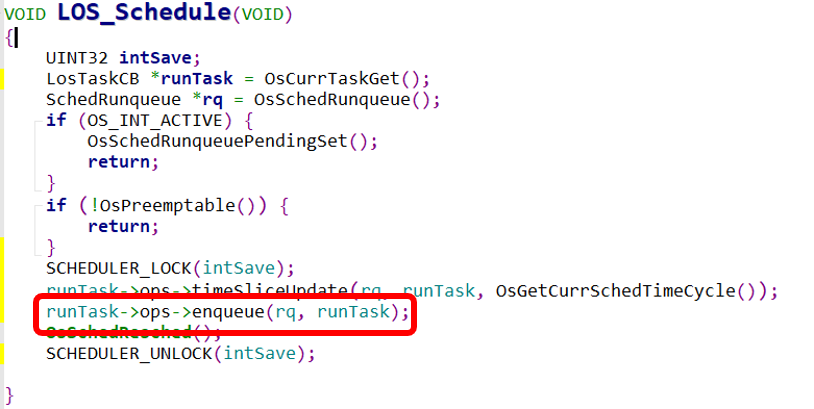 VOID LOS_Schedule(VOID)
{
    UINT32 intSave;
    LosTaskCB *runTask = OsCurrTaskGet();
    SchedRunqueue *rq = OsSchedRunqueue();
    if (OS_INT_ACTIVE) {
        OsSchedRunqueuePendingSet();
        return;
    }
    if (!OsPreemptable()) {
        return;
    }
    SCHEDULER_LOCK(intSave);
    runTask->ops->timeSliceUpdate(rq, runTask, OsGetCurrSchedTimeCycle());
    runTask->ops->enqueue(rq, runTask);
    OsSchedResched();
    SCHEDULER_UNLOCK(intSave);
}